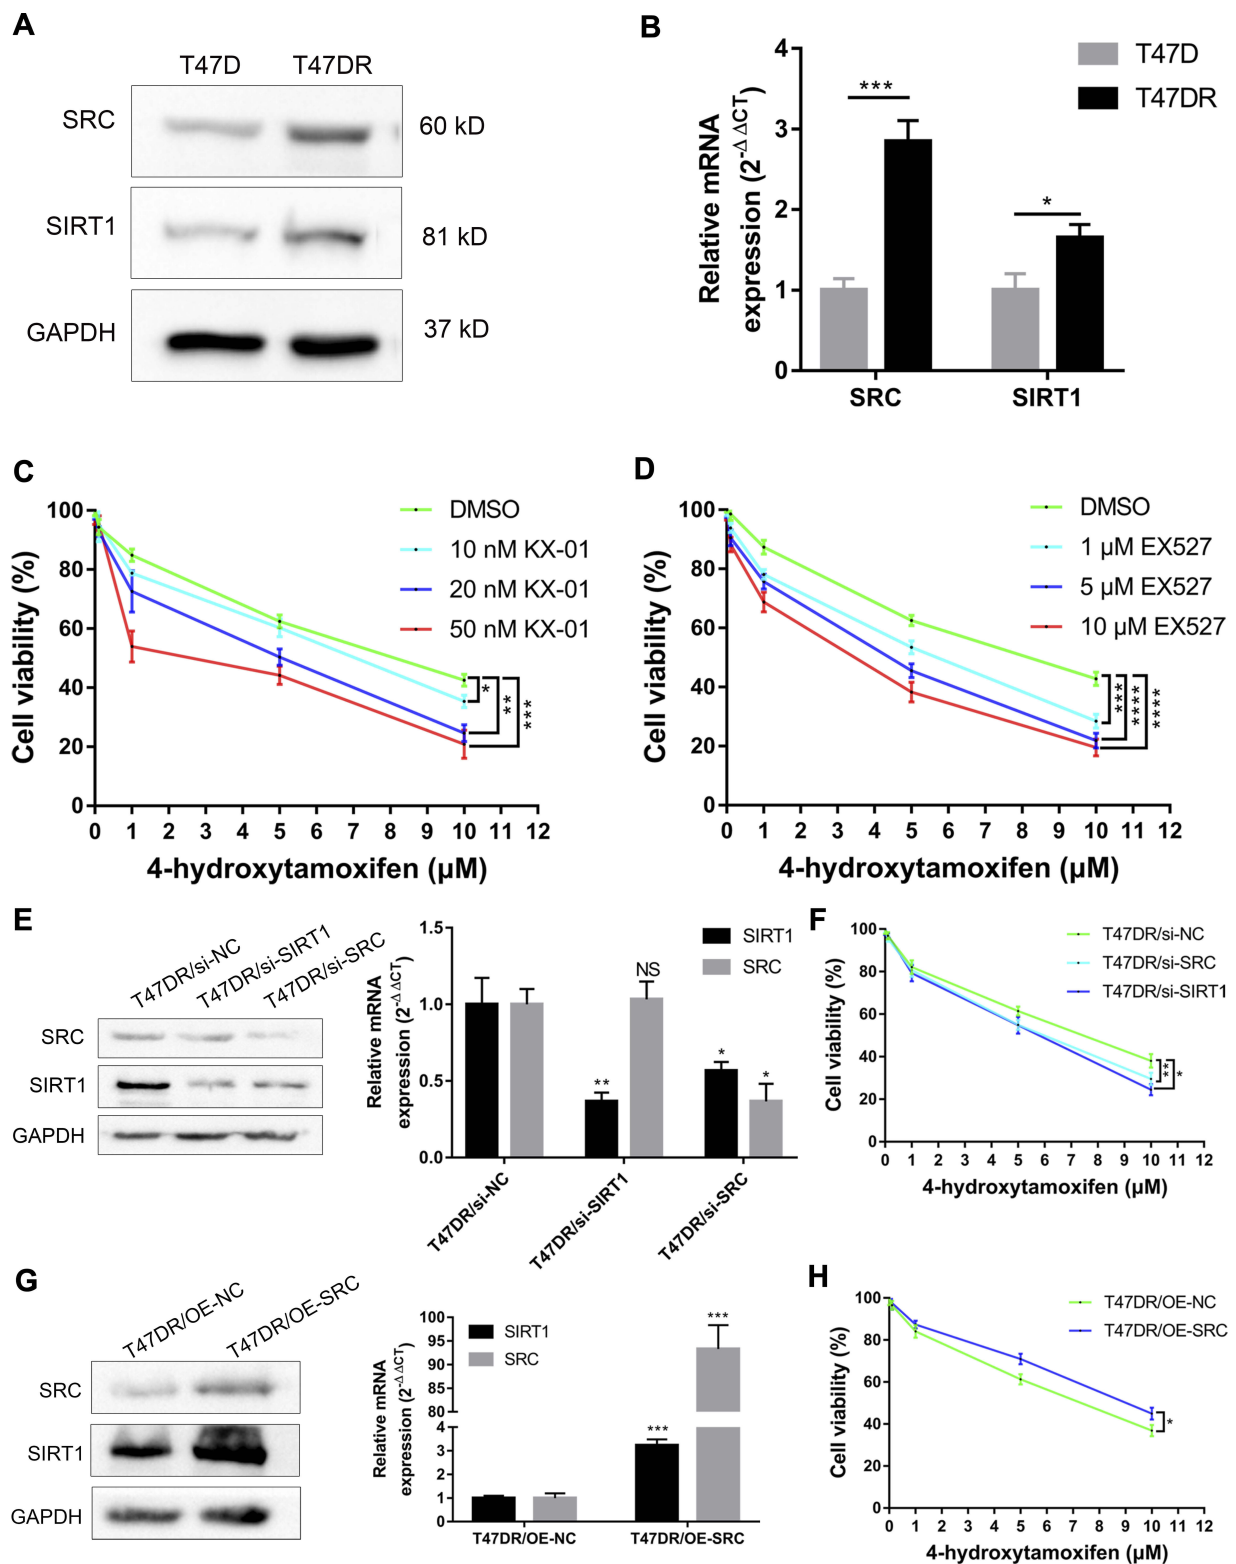 A
T47D T47DR
SRC 60 kD
SIRT1 81 kD
GAPDH 37 kD
B
Relative mRNA
expression (2^-ΔΔCT)
4
3
2
1
0
***
*
SRC SIRT1
T47D
T47DR
C
Cell viability (%)
100
80
60
40
20
0
0 1 2 3 4 5 6 7 8 9 10 11 12
4-hydroxytamoxifen (µM)
DMSO
10 nM KX-01
20 nM KX-01
50 nM KX-01
*
**
***
D
Cell viability (%)
100
80
60
40
20
0
0 1 2 3 4 5 6 7 8 9 10 11 12
4-hydroxytamoxifen (µM)
DMSO
1 µM EX527
5 µM EX527
10 µM EX527
***
****
****
E
T47DR/si-NC
T47DR/si-SIRT1
T47DR/si-SRC
SRC
SIRT1
GAPDH
Relative mRNA
expression (2^-ΔΔCT)
1.5
1.0
0.5
0.0
SIRT1
SRC
**
NS
*
*
T47DR/si-NC
T47DR/si-SIRT1
T47DR/si-SRC
F
Cell viability (%)
100
80
60
40
20
0
0 1 2 3 4 5 6 7 8 9 10 11 12
4-hydroxytamoxifen (µM)
T47DR/si-NC
T47DR/si-SRC
T47DR/si-SIRT1
**
*
G
T47DR/OE-NC
T47DR/OE-SRC
SRC
SIRT1
GAPDH
Relative mRNA
expression (2^-ΔΔCT)
100
95
90
85
80
4
3
2
1
0
SIRT1
SRC
***
***
T47DR/OE-NC T47DR/OE-SRC
H
Cell viability (%)
100
80
60
40
20
0
0 1 2 3 4 5 6 7 8 9 10 11 12
4-hydroxytamoxifen (µM)
T47DR/OE-NC
T47DR/OE-SRC
*